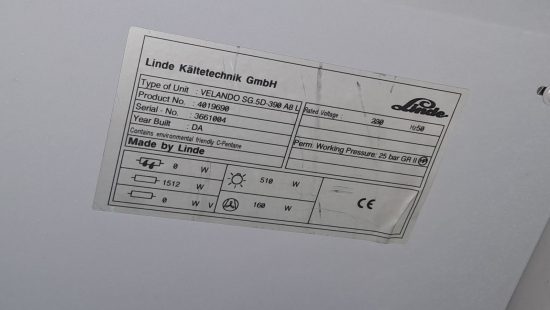 Linde Kältetechnik GmbH
Linde
Type of Unit : VELANDO SG.5D-390 A8 L
Product No. : 4019690
Serial - No. : 3661004
Year Built : DA
Contains environmental friendly C-Pentane
Made by Linde
Rated Voltage : 230 Hz50
Perm. Working Pressure: 25 bar GR II
0 W
1512 W
0 W V
510 W
160 W
CE